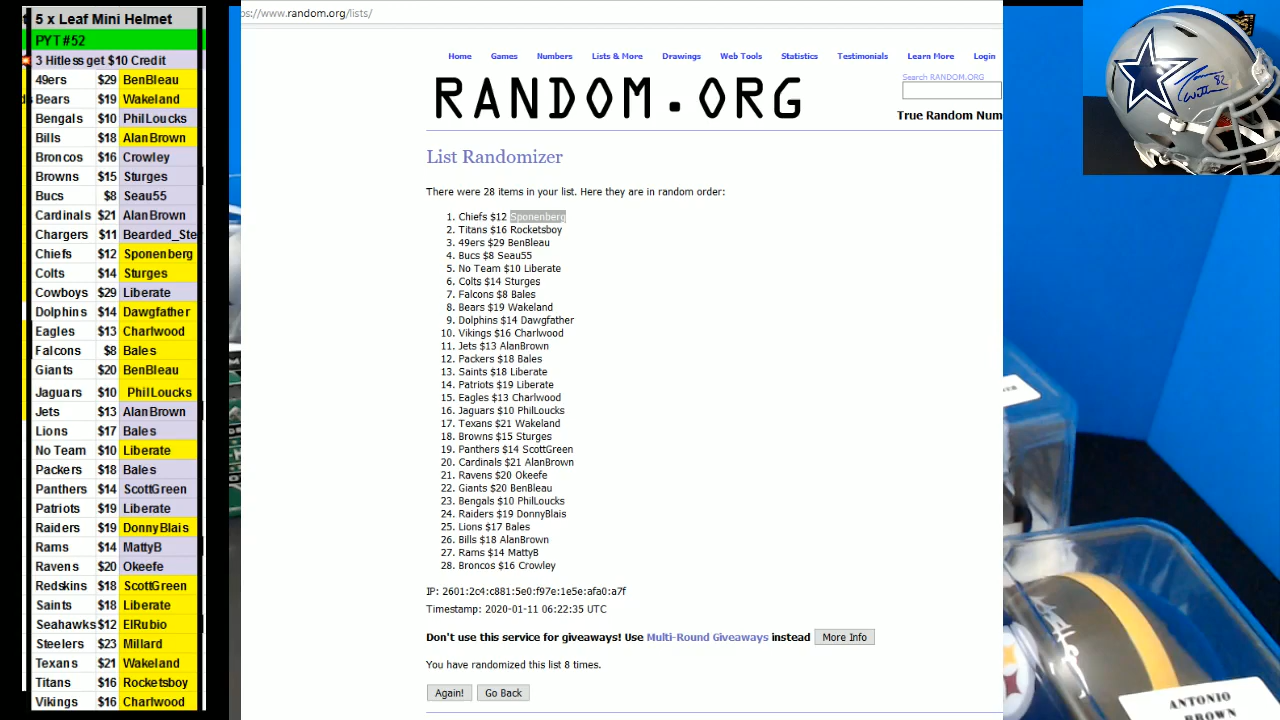 5 x Leaf Mini Helmet
PYT #52
3 Hitless get $10 Credit
49ers $29 BenBleau
Bears $19 Wakeland
Bengals $10 PhilLoucks
Bills $18 AlanBrown
Broncos $16 Crowley
Browns $15 Sturges
Bucs $8 Seau55
Cardinals $21 AlanBrown
Chargers $11 Bearded_Ste
Chiefs $12 Sponenberg
Colts $14 Sturges
Cowboys $29 Liberate
Dolphins $14 Dawgfather
Eagles $13 Charlwood
Falcons $8 Bales
Giants $20 BenBleau
Jaguars $10 PhilLoucks
Jets $13 AlanBrown
Lions $17 Bales
No Team $10 Liberate
Packers $18 Bales
Panthers $14 ScottGreen
Patriots $19 Liberate
Raiders $19 DonnyBlais
Rams $14 MattyB
Ravens $20 Okeefe
Redskins $18 ScottGreen
Saints $18 Liberate
Seahawks $12 ElRubio
Steelers $23 Millard
Texans $21 Wakeland
Titans $16 Rocketsboy
Vikings $16 Charlwood
ps://www.random.org/lists/
Home Games Numbers Lists & More Drawings Web Tools Statistics Testimonials Learn More Login
RANDOM.ORG
Search RANDOM.ORG
True Random Num
List Randomizer
There were 28 items in your list. Here they are in random order:
1. Chiefs $12 Sponenberg
2. Titans $16 Rocketsboy
3. 49ers $29 BenBleau
4. Bucs $8 Seau55
5. No Team $10 Liberate
6. Colts $14 Sturges
7. Falcons $8 Bales
8. Bears $19 Wakeland
9. Dolphins $14 Dawgfather
10. Vikings $16 Charlwood
11. Jets $13 AlanBrown
12. Packers $18 Bales
13. Saints $18 Liberate
14. Patriots $19 Liberate
15. Eagles $13 Charlwood
16. Jaguars $10 PhilLoucks
17. Texans $21 Wakeland
18. Browns $15 Sturges
19. Panthers $14 ScottGreen
20. Cardinals $21 AlanBrown
21. Ravens $20 Okeefe
22. Giants $20 BenBleau
23. Bengals $10 PhilLoucks
24. Raiders $19 DonnyBlais
25. Lions $17 Bales
26. Bills $18 AlanBrown
27. Rams $14 MattyB
28. Broncos $16 Crowley
IP: 2601:2c4:c881:5e0:f97e:1e5e:afa0:a7f
Timestamp: 2020-01-11 06:22:35 UTC
Don't use this service for giveaways! Use Multi-Round Giveaways instead More Info
You have randomized this list 8 times.
Again! Go Back
82
ANTONIO
BROWN